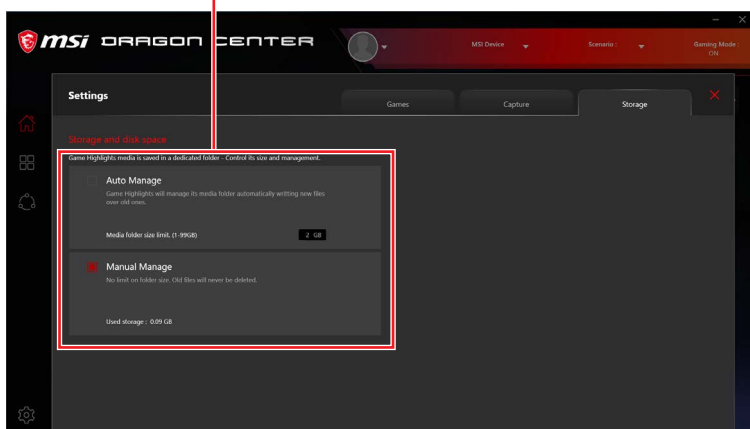 msi DRAGON CENTER
MSI Device
Scenario :
Gaming Mode :
ON
Settings
Games
Capture
Storage
Storage and disk space
Game Highlights media is saved in a dedicated folder - Control its size and management.
Auto Manage
Game Highlights will manage its media folder automatically writting new files
over old ones.
Media folder size limit. (1-99GB)
2 GB
Manual Manage
No limit on folder size. Old files will never be deleted.
Used storage : 0.09 GB